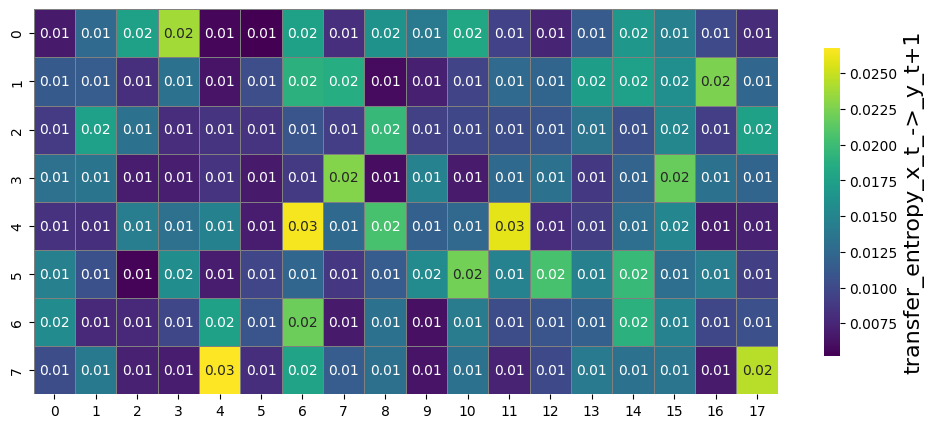 0 0.01 0.01 0.02 0.02 0.01 0.01 0.02 0.01 0.02 0.01 0.02 0.01 0.01 0.01 0.02 0.01 0.01 0.01
1 0.01 0.01 0.01 0.01 0.01 0.01 0.02 0.02 0.01 0.01 0.01 0.01 0.01 0.02 0.02 0.02 0.02 0.01
2 0.01 0.02 0.01 0.01 0.01 0.01 0.01 0.01 0.02 0.01 0.01 0.01 0.01 0.01 0.01 0.02 0.01 0.02
3 0.01 0.01 0.01 0.01 0.01 0.01 0.01 0.02 0.01 0.02 0.01 0.01 0.01 0.01 0.01 0.02 0.01 0.01
4 0.01 0.01 0.01 0.01 0.01 0.01 0.03 0.01 0.02 0.01 0.01 0.03 0.01 0.01 0.01 0.02 0.01 0.01
5 0.01 0.01 0.01 0.02 0.01 0.01 0.01 0.01 0.01 0.02 0.02 0.01 0.02 0.01 0.02 0.01 0.01 0.01
6 0.02 0.01 0.01 0.01 0.02 0.01 0.02 0.01 0.01 0.01 0.01 0.01 0.01 0.01 0.02 0.01 0.01 0.01
7 0.01 0.01 0.01 0.01 0.03 0.01 0.02 0.01 0.01 0.01 0.01 0.01 0.01 0.01 0.01 0.01 0.01 0.02
0 1 2 3 4 5 6 7 8 9 10 11 12 13 14 15 16 17
0.0250
0.0225
0.0200
0.0175
0.0150
0.0125
0.0100
0.0075
transfer_entropy_x_t_->_y_t+1